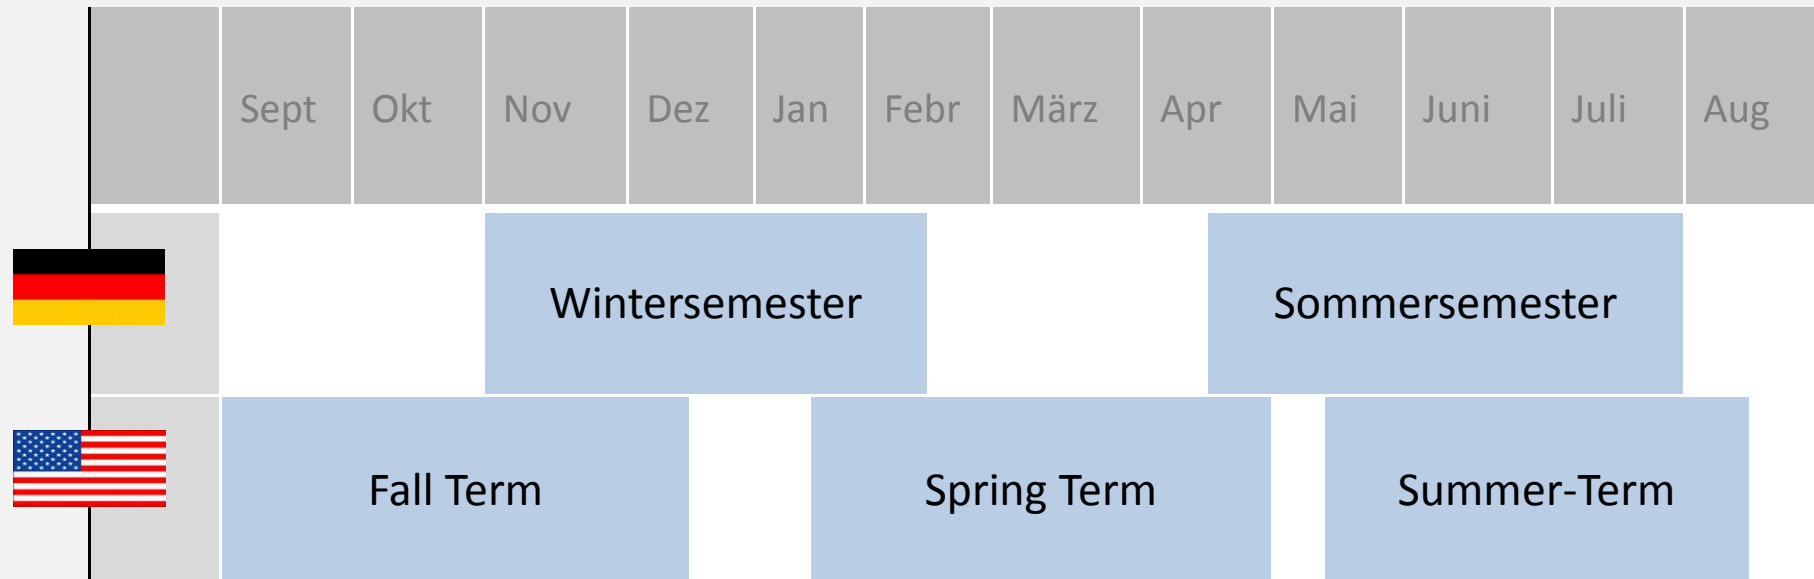 Sept Okt Nov Dez Jan Febr März Apr Mai Juni Juli Aug
Wintersemester Sommersemester
Fall Term Spring Term Summer-Term